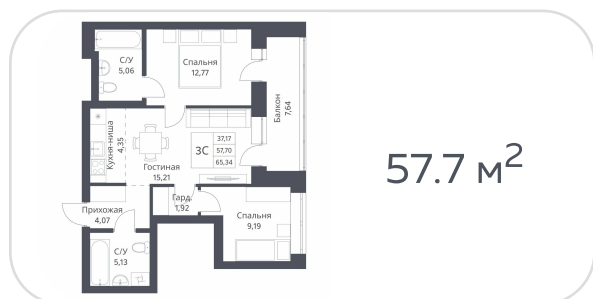 С/У
5,06
Спальня
12,77
Балкон
7,64
Кухня-ниша
4,35
Гостиная
15,21
3С
37,17
57,70
65,34
Гард.
1,92
Прихожая
4,07
Спальня
9,19
С/У
5,13
57.7 м²